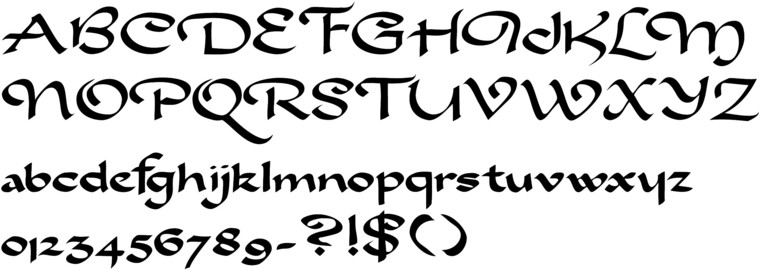 ABCDEFGHIJKLM
NOPQRSTUVWXYZ
abcdefghijklmnopqrstuvwxyz
0123456789-?!$()